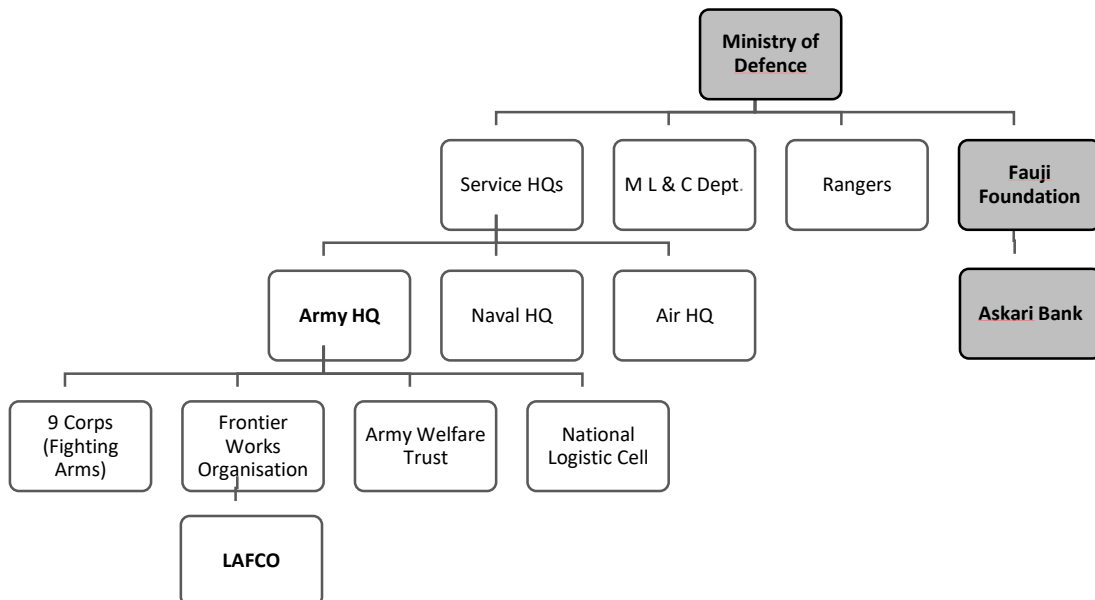 Ministry of
Defence
Service HQs
M L & C Dept.
Rangers
Fauji
Foundation
Army HQ
Naval HQ
Air HQ
Askari Bank
9 Corps
(Fighting
Arms)
Frontier
Works
Organisation
Army Welfare
Trust
National
Logistic Cell
LAFCO